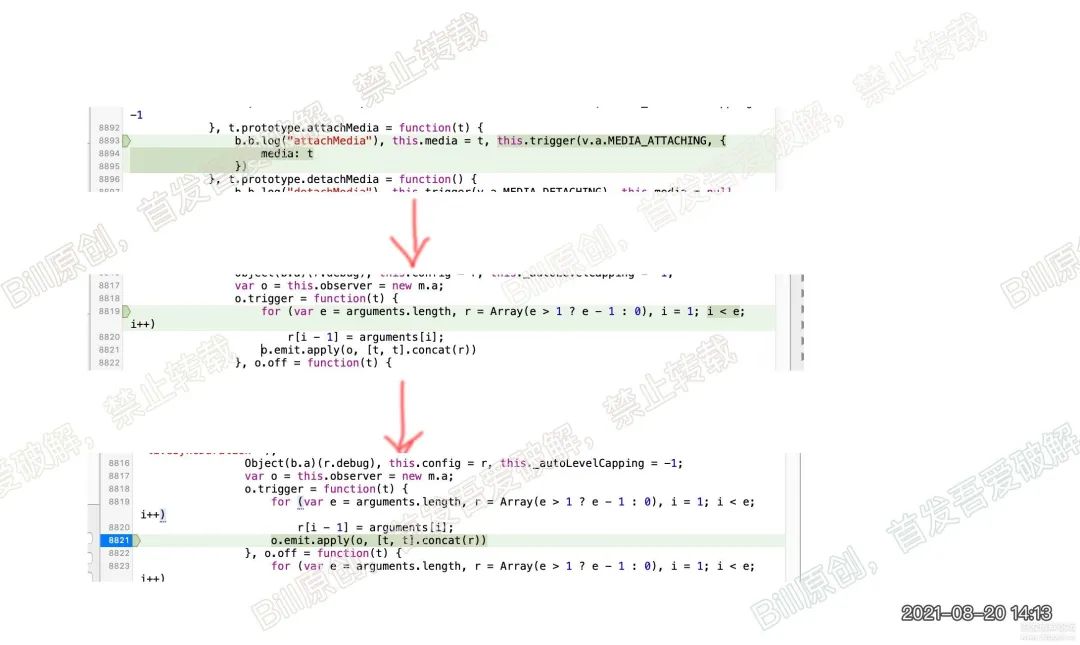 -1
8892 }, t.prototype.attachMedia = function(t) {
8893 b.b.log("attachMedia"), this.media = t, this.trigger(v.a.MEDIA_ATTACHING, {
8894 media: t
8895 })
8896 }, t.prototype.detachMedia = function() {
8897 b.b.log("detachMedia"), this.trigger(v.a.MEDIA_DETACHING), this.media = null
Object(b.a)(r.debug), this.config = r, this._autoLevelCapping = -1;
8817 var o = this.observer = new m.a;
8818 o.trigger = function(t) {
8819 for (var e = arguments.length, r = Array(e > 1 ? e - 1 : 0), i = 1; i < e;
i++)
8820 r[i - 1] = arguments[i];
8821 o.emit.apply(o, [t, t].concat(r))
8822 }, o.off = function(t) {
8816 Object(b.a)(r.debug), this.config = r, this._autoLevelCapping = -1;
8817 var o = this.observer = new m.a;
8818 o.trigger = function(t) {
8819 for (var e = arguments.length, r = Array(e > 1 ? e - 1 : 0), i = 1; i < e;
i++)
8820 r[i - 1] = arguments[i];
8821 o.emit.apply(o, [t, t].concat(r))
8822 }, o.off = function(t) {
8823 for (var e = arguments.length, r = Array(e > 1 ? e - 1 : 0), i = 1; i < e;
i++)
Bill原创，首发吾爱破解，禁止转载
2021-08-20 14:13